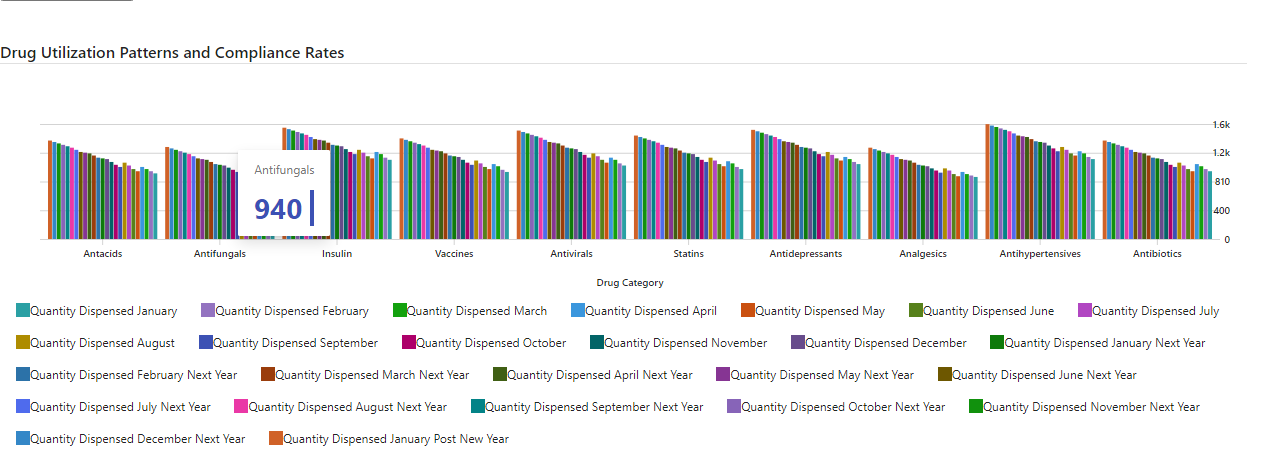 Drug Utilization Patterns and Compliance Rates
1.6k
1.2k
810
400
0
Antifungals
940
Antacids Antifungals Insulin Vaccines Antivirals Statins Antidepressants Analgesics Antihypertensives Antibiotics
Drug Category
Quantity Dispensed January Quantity Dispensed February Quantity Dispensed March Quantity Dispensed April Quantity Dispensed May Quantity Dispensed June Quantity Dispensed July
Quantity Dispensed August Quantity Dispensed September Quantity Dispensed October Quantity Dispensed November Quantity Dispensed December Quantity Dispensed January Next Year
Quantity Dispensed February Next Year Quantity Dispensed March Next Year Quantity Dispensed April Next Year Quantity Dispensed May Next Year Quantity Dispensed June Next Year
Quantity Dispensed July Next Year Quantity Dispensed August Next Year Quantity Dispensed September Next Year Quantity Dispensed October Next Year Quantity Dispensed November Next Year
Quantity Dispensed December Next Year Quantity Dispensed January Post New Year